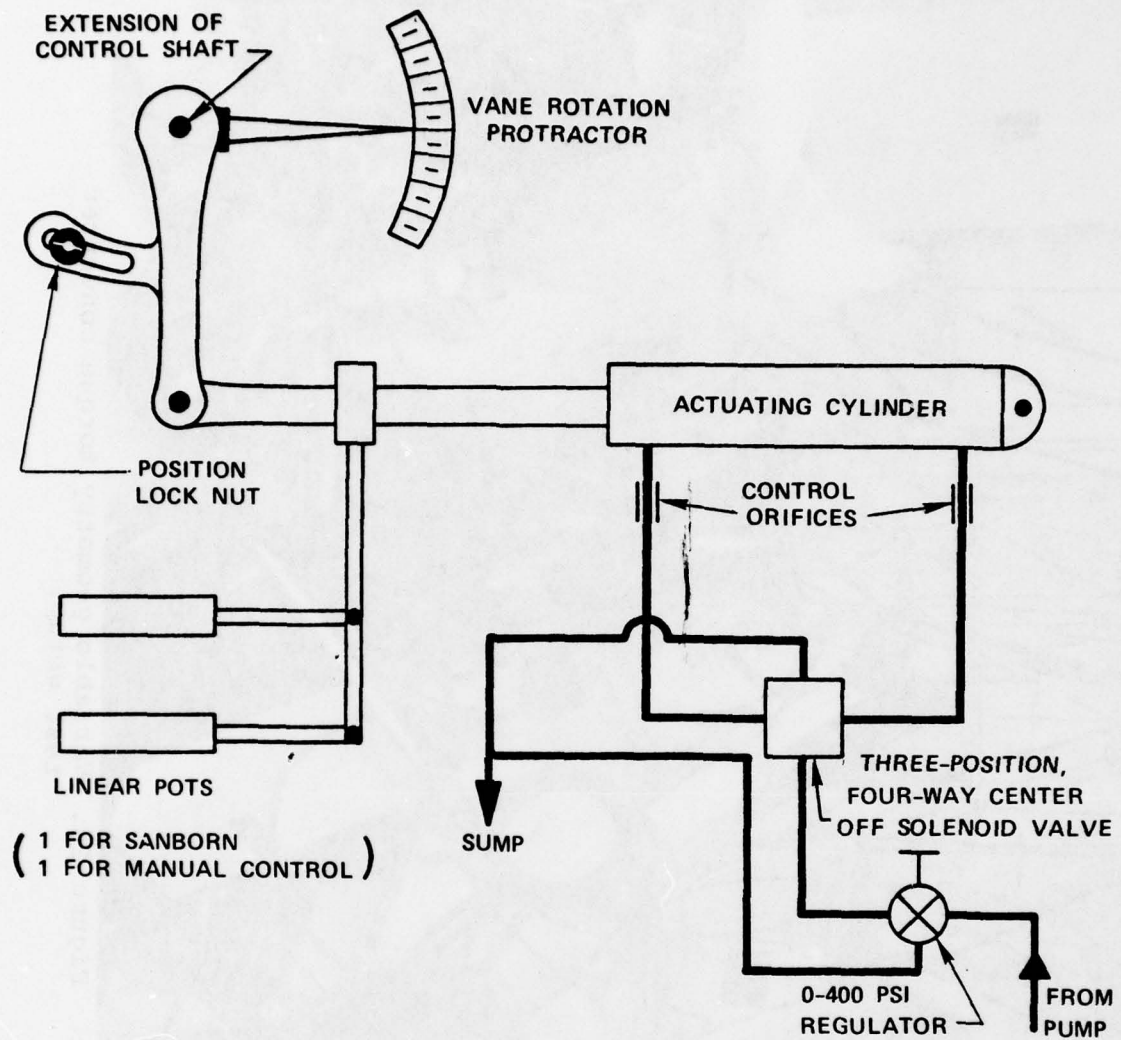 EXTENSION OF
CONTROL SHAFT
VANE ROTATION
PROTRACTOR
POSITION
LOCK NUT
ACTUATING CYLINDER
CONTROL
ORIFICES
LINEAR POTS
( 1 FOR SANBORN
1 FOR MANUAL CONTROL )
SUMP
THREE-POSITION,
FOUR-WAY CENTER
OFF SOLENOID VALVE
0-400 PSI
REGULATOR
FROM
PUMP